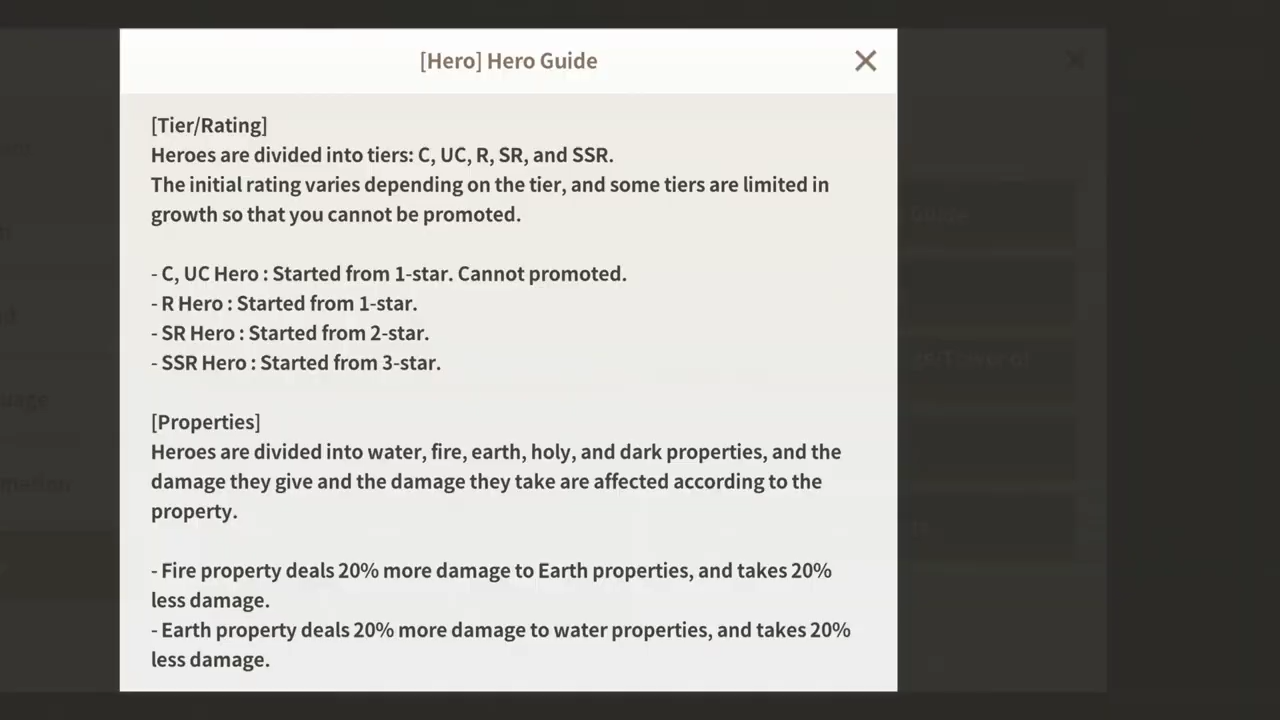 [Hero] Hero Guide
[Tier/Rating]
Heroes are divided into tiers: C, UC, R, SR, and SSR.
The initial rating varies depending on the tier, and some tiers are limited in
growth so that you cannot be promoted.
- C, UC Hero : Started from 1-star. Cannot promoted.
- R Hero : Started from 1-star.
- SR Hero : Started from 2-star.
- SSR Hero : Started from 3-star.
[Properties]
Heroes are divided into water, fire, earth, holy, and dark properties, and the
damage they give and the damage they take are affected according to the
property.
- Fire property deals 20% more damage to Earth properties, and takes 20%
less damage.
- Earth property deals 20% more damage to water properties, and takes 20%
less damage.
Guide